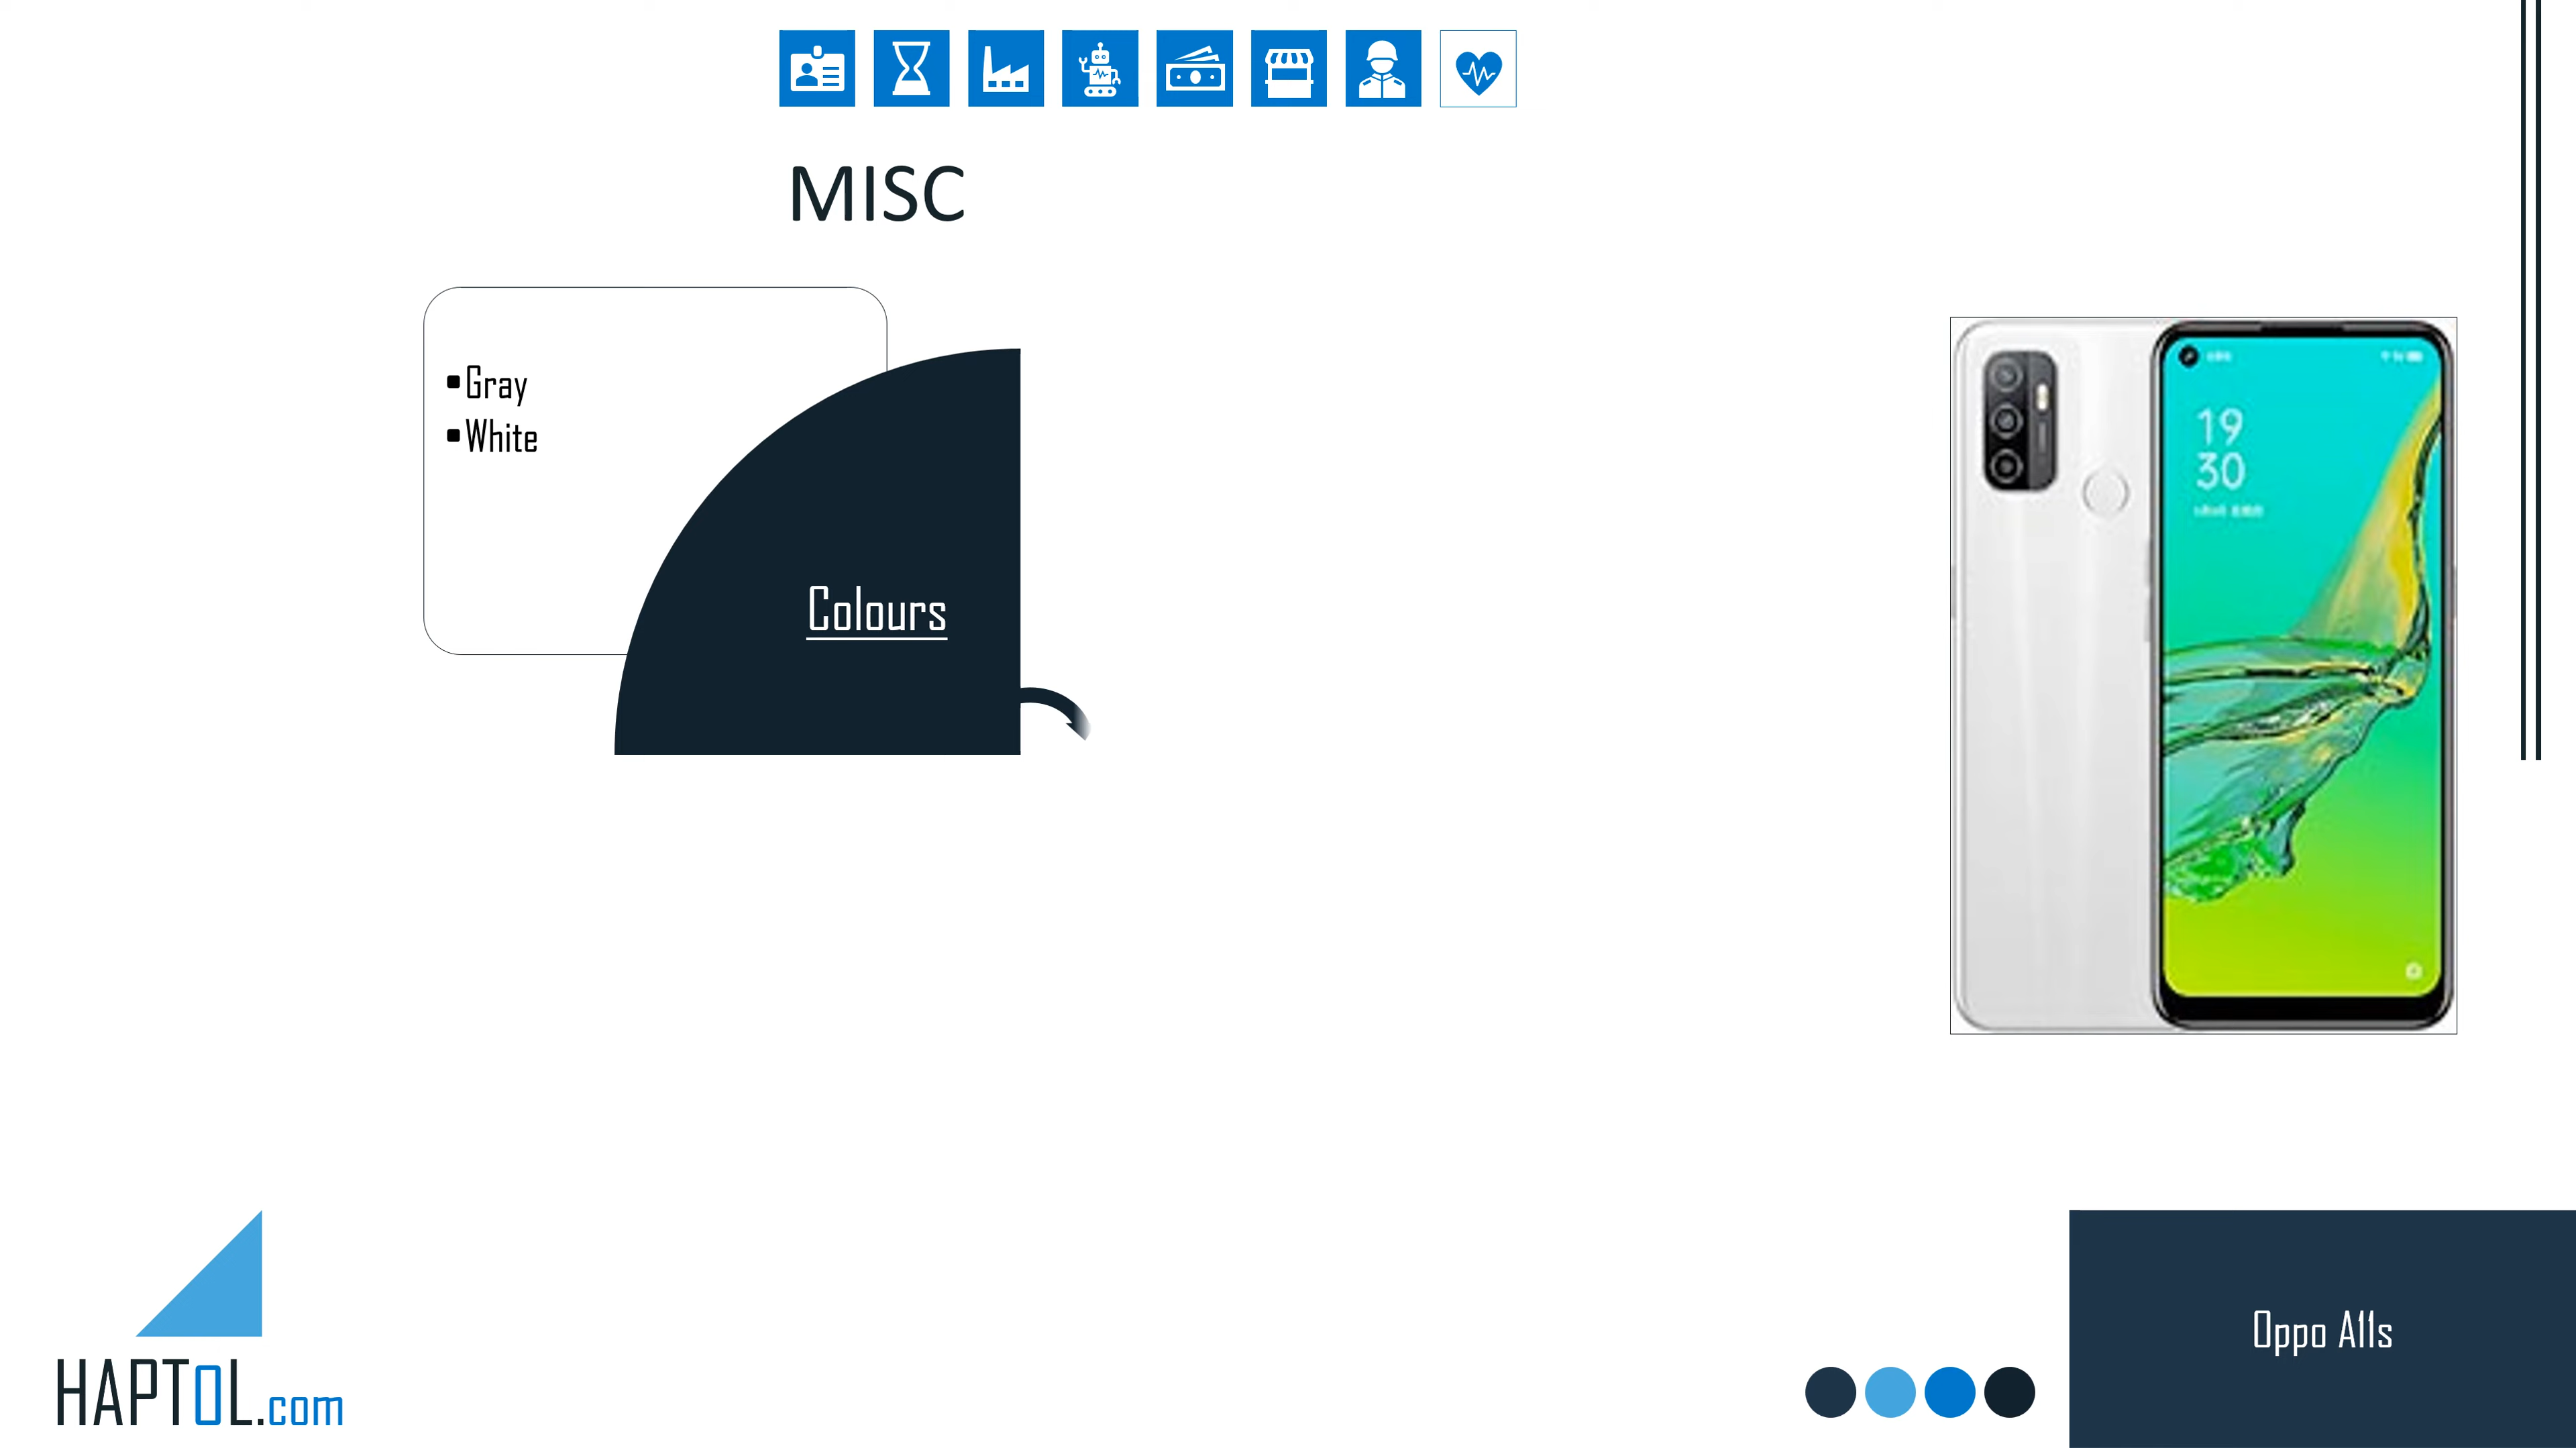 MISC
▪Gray
▪White
Colours
19
30
Oppo A11s
HAPTOL.com